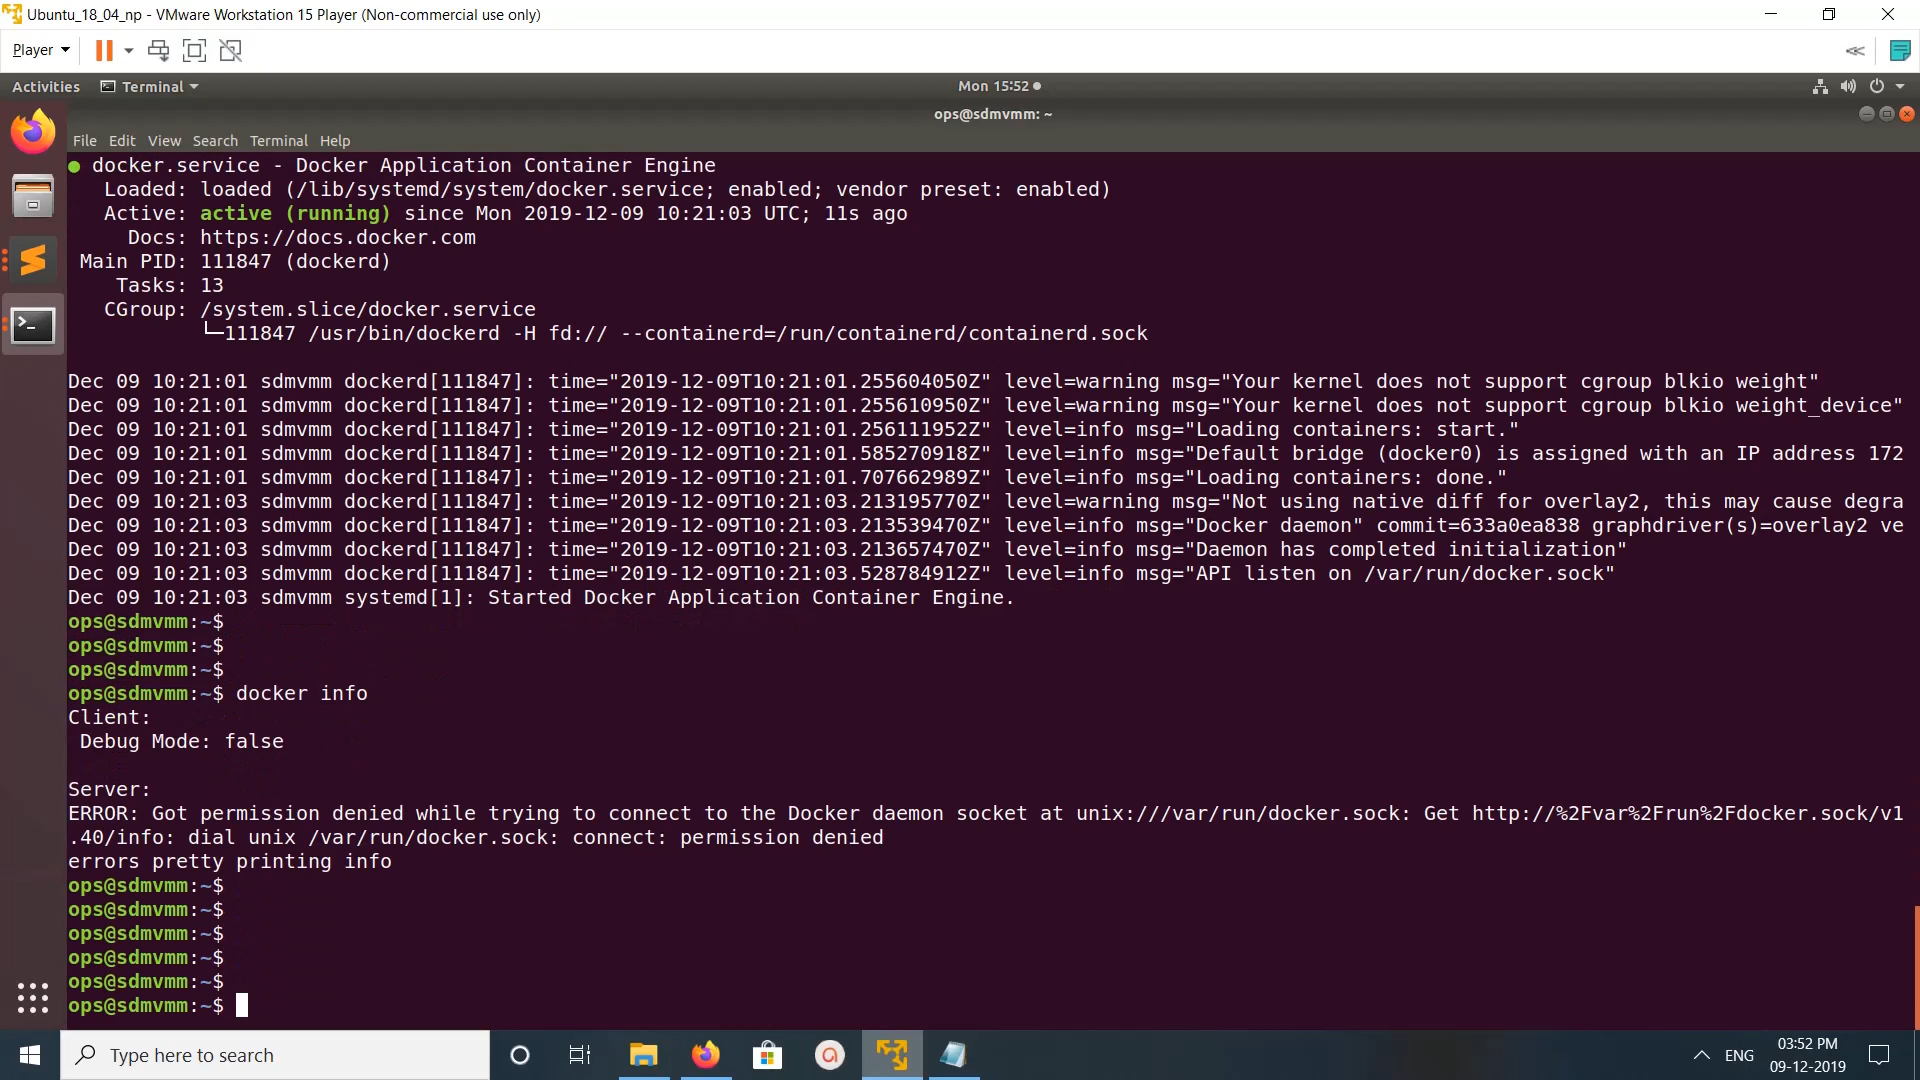 Ubuntu_18_04_np - VMware Workstation 15 Player (Non-commercial use only)
Player
Activities Terminal Mon 15:52
ops@sdmvmm: ~
File Edit View Search Terminal Help
docker.service - Docker Application Container Engine
Loaded: loaded (/lib/systemd/system/docker.service; enabled; vendor preset: enabled)
Active: active (running) since Mon 2019-12-09 10:21:03 UTC; 11s ago
Docs: https://docs.docker.com
Main PID: 111847 (dockerd)
Tasks: 13
CGroup: /system.slice/docker.service
└─111847 /usr/bin/dockerd -H fd:// --containerd=/run/containerd/containerd.sock
Dec 09 10:21:01 sdmvmm dockerd[111847]: time="2019-12-09T10:21:01.255604050Z" level=warning msg="Your kernel does not support cgroup blkio weight"
Dec 09 10:21:01 sdmvmm dockerd[111847]: time="2019-12-09T10:21:01.255610950Z" level=warning msg="Your kernel does not support cgroup blkio weight_device"
Dec 09 10:21:01 sdmvmm dockerd[111847]: time="2019-12-09T10:21:01.256111952Z" level=info msg="Loading containers: start."
Dec 09 10:21:01 sdmvmm dockerd[111847]: time="2019-12-09T10:21:01.585270918Z" level=info msg="Default bridge (docker0) is assigned with an IP address 172
Dec 09 10:21:01 sdmvmm dockerd[111847]: time="2019-12-09T10:21:01.707662989Z" level=info msg="Loading containers: done."
Dec 09 10:21:03 sdmvmm dockerd[111847]: time="2019-12-09T10:21:03.213195770Z" level=warning msg="Not using native diff for overlay2, this may cause degra
Dec 09 10:21:03 sdmvmm dockerd[111847]: time="2019-12-09T10:21:03.213539470Z" level=info msg="Docker daemon" commit=633a0ea838 graphdriver(s)=overlay2 ve
Dec 09 10:21:03 sdmvmm dockerd[111847]: time="2019-12-09T10:21:03.213657470Z" level=info msg="Daemon has completed initialization"
Dec 09 10:21:03 sdmvmm dockerd[111847]: time="2019-12-09T10:21:03.528784912Z" level=info msg="API listen on /var/run/docker.sock"
Dec 09 10:21:03 sdmvmm systemd[1]: Started Docker Application Container Engine.
ops@sdmvmm:~$
ops@sdmvmm:~$
ops@sdmvmm:~$
ops@sdmvmm:~$ docker info
Client:
Debug Mode: false
Server:
ERROR: Got permission denied while trying to connect to the Docker daemon socket at unix:///var/run/docker.sock: Get http://%2Fvar%2Frun%2Fdocker.sock/v1
.40/info: dial unix /var/run/docker.sock: connect: permission denied
errors pretty printing info
ops@sdmvmm:~$
ops@sdmvmm:~$
ops@sdmvmm:~$
ops@sdmvmm:~$
ops@sdmvmm:~$
ops@sdmvmm:~$
Type here to search
ENG
03:52 PM
09-12-2019